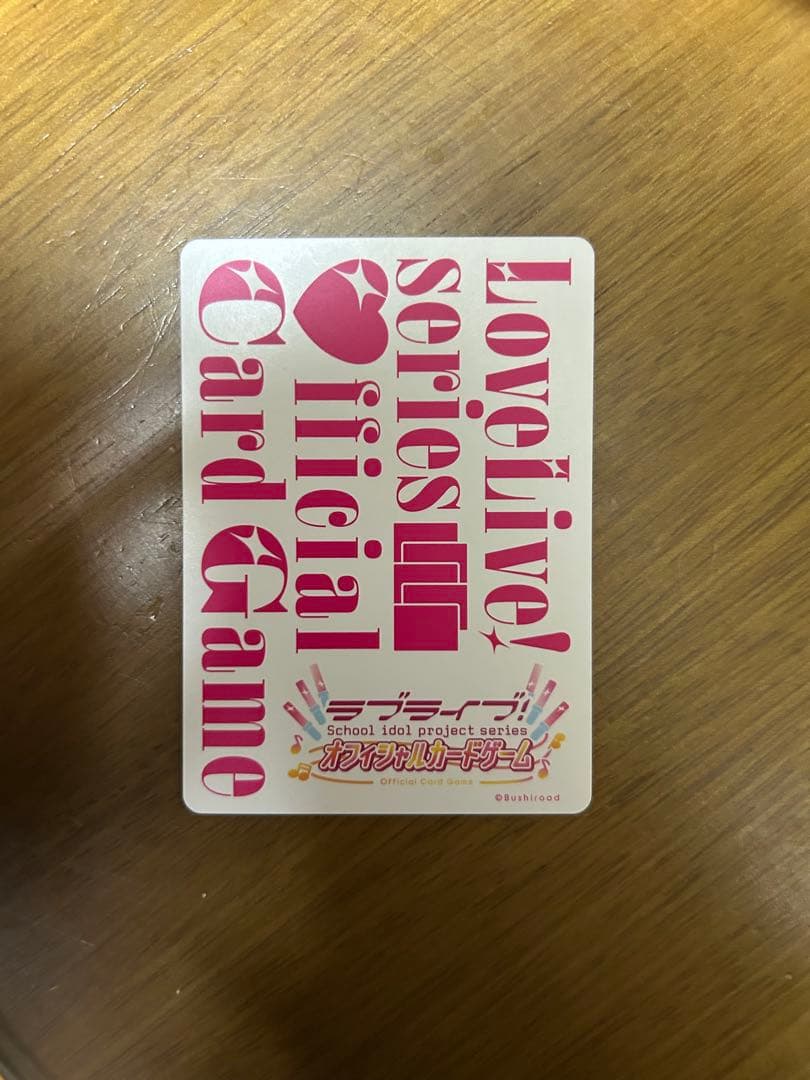 LoveLive!
series
Official
Card Game
ラブライブ!
School idol project series
オフィシャルカードゲーム
Official Card Game
©Bushiroad